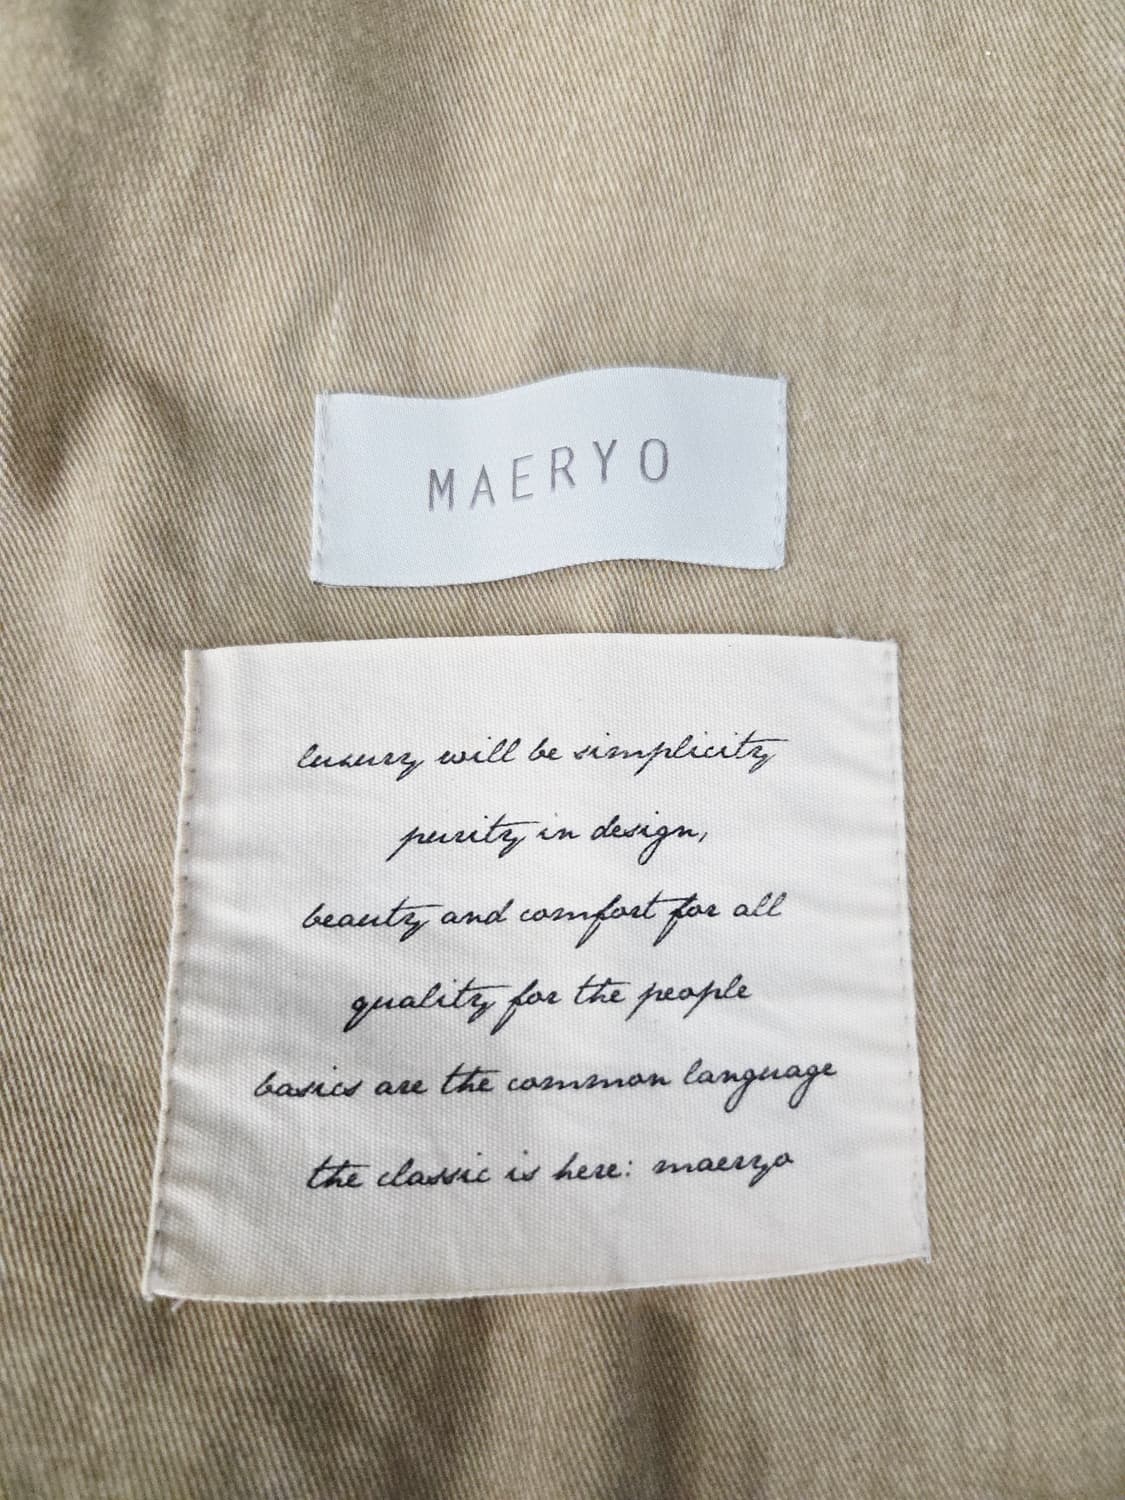 MAERYO
luxury will be simplicity
purity in design,
beauty and comfort for all
quality for the people
basics are the common language
the classic is here: maeryo